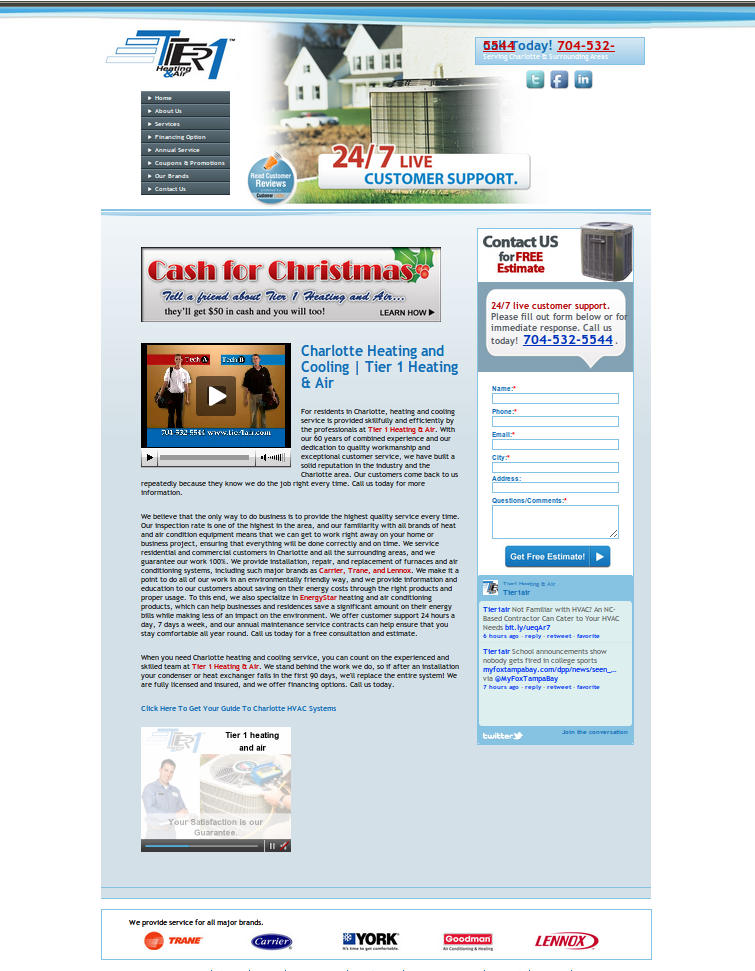 TIER1™
Heating
&Air
Call Today! 704-532-
5544
Serving Charlotte & Surrounding Areas
Home
About Us
Services
Financing Option
Annual Service
Coupons & Promotions
Our Brands
Contact Us
Read Customer
Reviews
24/7 LIVE
CUSTOMER SUPPORT.
Cash for Christmas
Tell a friend about Tier 1 Heating and Air...
they'll get $50 in cash and you will too!
LEARN HOW
Contact US
for FREE
Estimate
24/7 live customer support.
Please fill out form below or for
immediate response. Call us
today! 704-532-5544.
Tech A
Tech B
704-532-5544 www.tier1air.com
Charlotte Heating and
Cooling | Tier 1 Heating
& Air
For residents in Charlotte, heating and cooling
service is provided skillfully and efficiently by
the professionals at Tier 1 Heating & Air. With
our 60 years of combined experience and our
dedication to quality workmanship and
exceptional customer service, we have built a
solid reputation in the industry and the
Charlotte area. Our customers come back to us
repeatedly because they know we do the job right every time. Call us today for more
information.
We believe that the only way to do business is to provide the highest quality service every time.
Our inspection rate is one of the highest in the area, and our familiarity with all brands of heat
and air condition equipment means that we can get to work right away on your home or
business project, ensuring that everything will be done correctly and on time. We service
residential and commercial customers in Charlotte and all the surrounding areas, and we
guarantee our work 100%. We provide installation, repair, and replacement of furnaces and air
conditioning systems, including such major brands as Carrier, Trane, and Lennox. We make it a
point to do all of our work in an environmentally friendly way, and we provide information and
education to our customers about saving on their energy costs through the right products and
proper usage. To this end, we also specialize in EnergyStar heating and air conditioning
products, which can help businesses and residences save a significant amount on their energy
bills while making less of an impact on the environment. We offer customer support 24 hours a
day, 7 days a week, and our annual maintenance service contracts can help ensure that you
stay comfortable all year round. Call us today for a free consultation and estimate.
When you need Charlotte heating and cooling service, you can count on the experienced and
skilled team at Tier 1 Heating & Air. We stand behind the work we do, so if after an installation
your condenser or heat exchanger fails in the first 90 days, we'll replace the entire system! We
are fully licensed and insured, and we offer financing options. Call us today.
Click Here To Get Your Guide To Charlotte HVAC Systems
Tier 1 heating
and air
Your Satisfaction is our
Guarantee.
Name:*
Phone:*
Email:*
City:*
Address:
Questions/Comments:*
Get Free Estimate!
Tier1 Heating & Air
Tier1air
Tier1air Not Familiar with HVAC? An NC-
Based Contractor Can Cater to Your HVAC
Needs bit.ly/ueqAr7
6 hours ago · reply · retweet · favorite
Tier1air School announcements show
nobody gets fired in college sports
myfoxtampabay.com/dpp/news/seen_...
via @MyFoxTampaBay
7 hours ago · reply · retweet · favorite
twitter
Join the conversation
We provide service for all major brands.
TRANE
Carrier
YORK
It's time to get comfortable.
Goodman
Air Conditioning & Heating
LENNOX